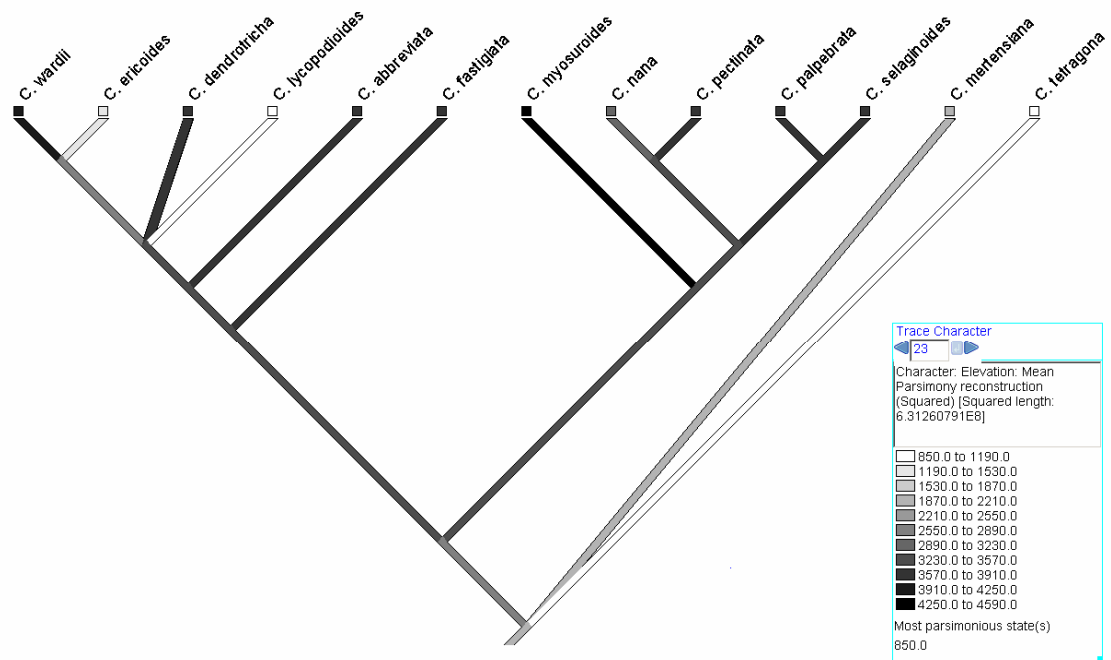 C. wardii
C. ericoides
C. dendrotricha
C. lycopodioides
C. abbreviata
C. fastigiata
C. myosuroides
C. nana
C. pectinata
C. palpebrata
C. selaginoides
C. mertensiana
C. tetragona
Trace Character
23
Character: Elevation: Mean
Parsimony reconstruction
(Squared) [Squared length:
6.31260791E8]
850.0 to 1190.0
1190.0 to 1530.0
1530.0 to 1870.0
1870.0 to 2210.0
2210.0 to 2550.0
2550.0 to 2890.0
2890.0 to 3230.0
3230.0 to 3570.0
3570.0 to 3910.0
3910.0 to 4250.0
4250.0 to 4590.0
Most parsimonious state(s)
850.0